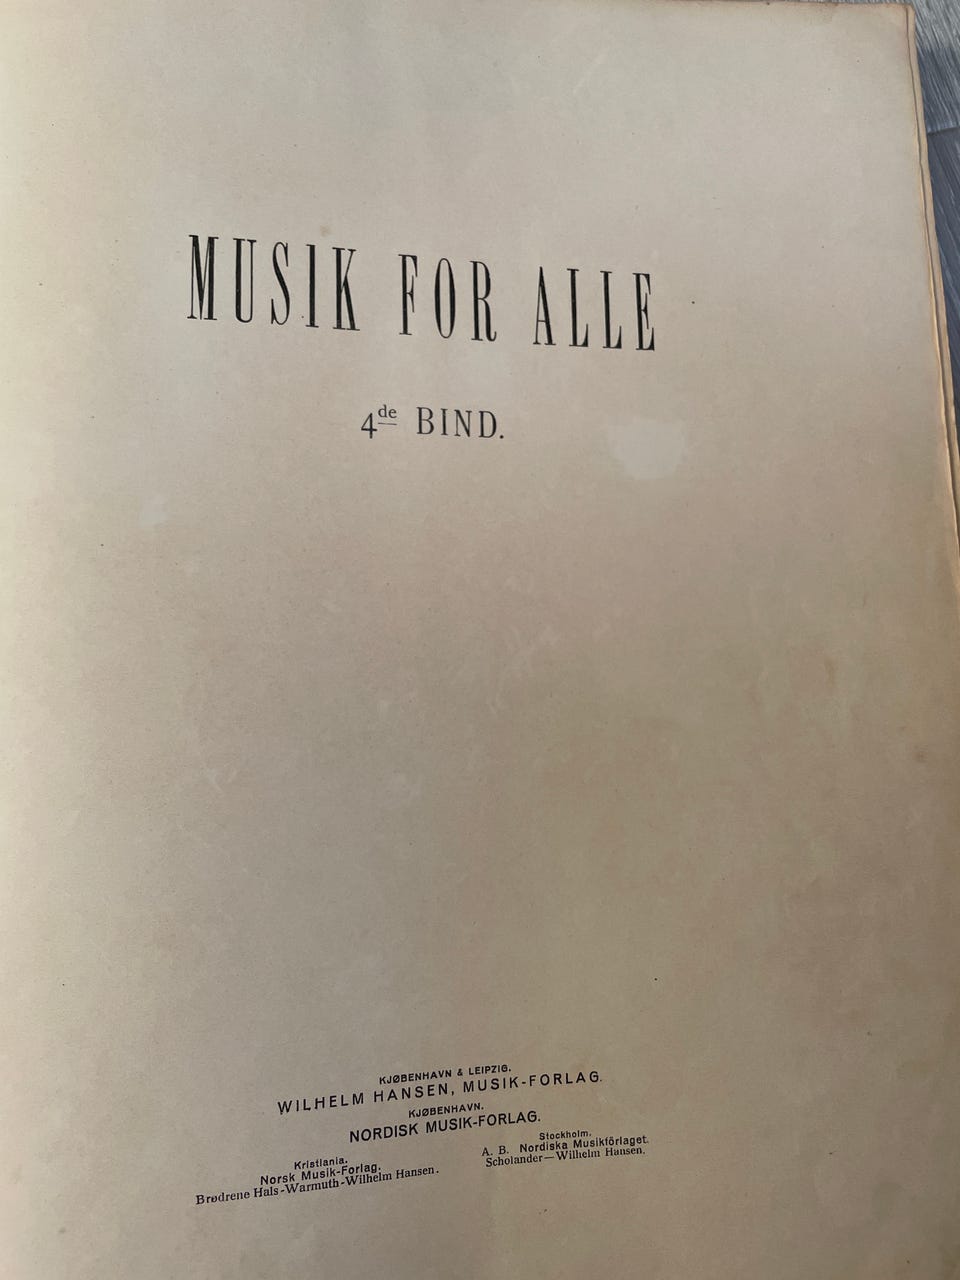 MUSIK FOR ALLE
4de BIND.
KJØBENHAVN & LEIPZIG.
WILHELM HANSEN, MUSIK-FORLAG.
KJØBENHAVN.
NORDISK MUSIK-FORLAG.
Kristiania.
Norsk Musik-Forlag.
Brødrene Hals-Warmuth-Wilhelm Hansen.
Stockholm.
A. B. Nordiska Musikförlaget.
Scholander—Wilhelm Hansen.